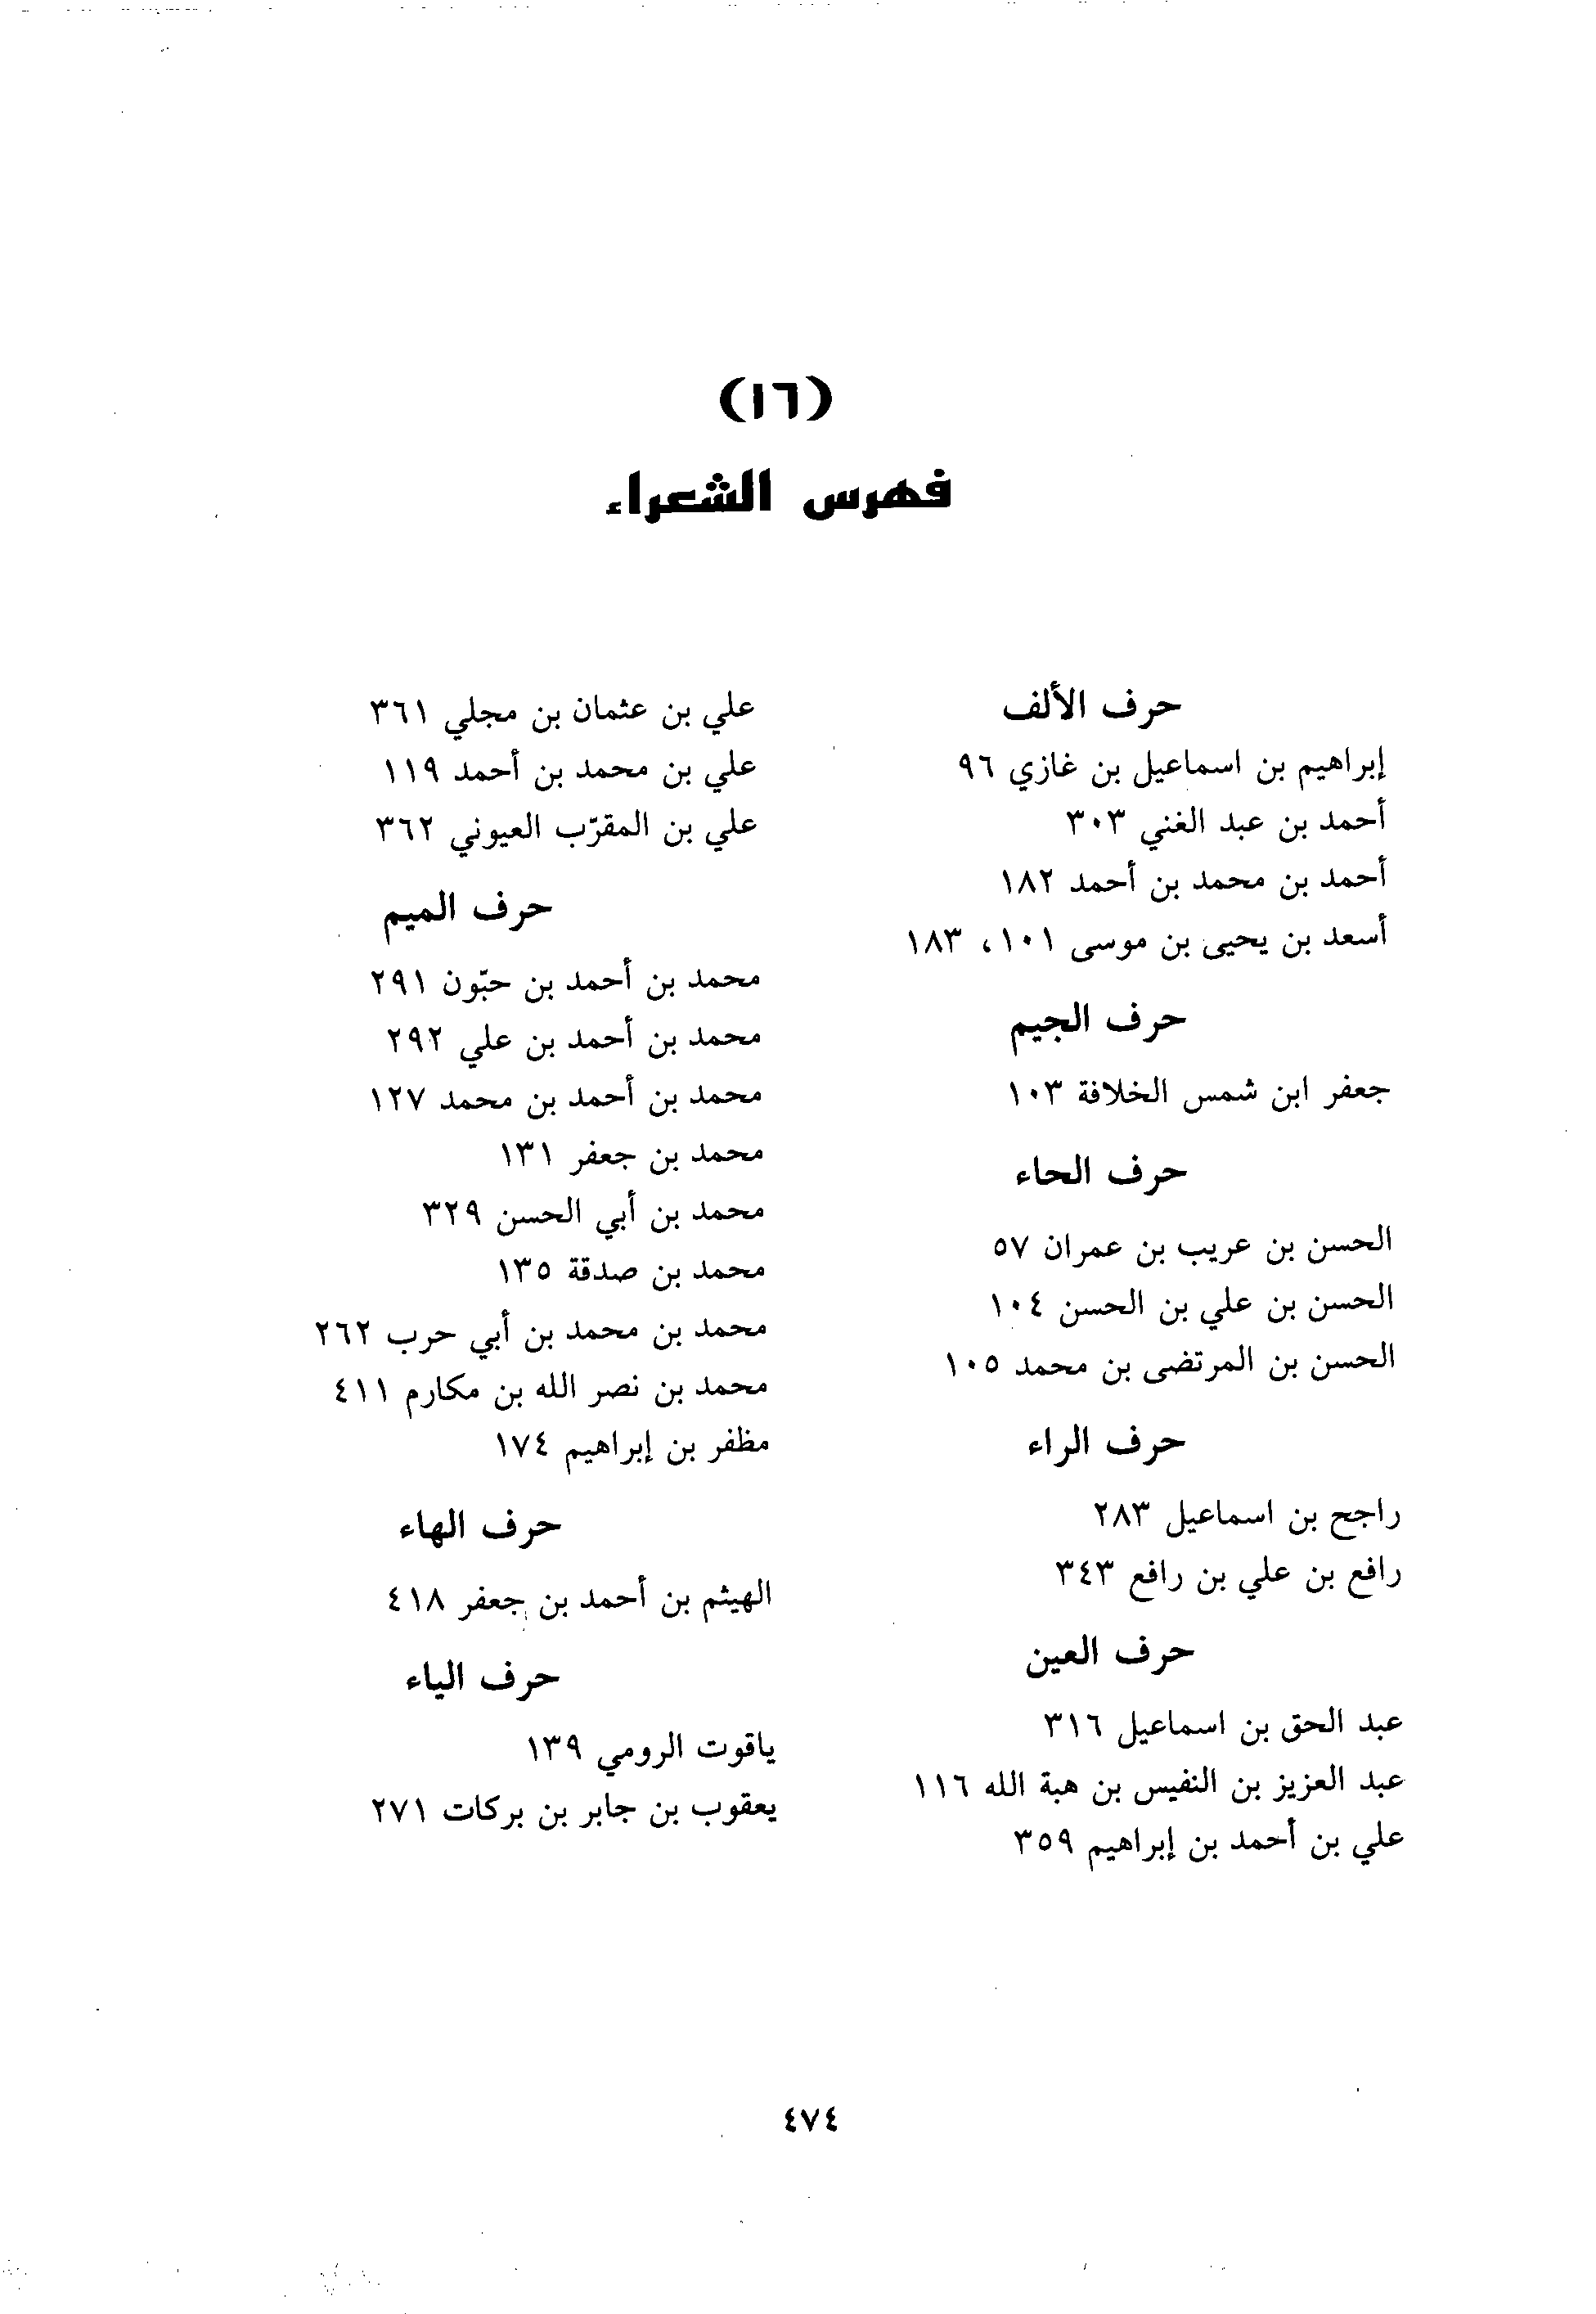 (١٦)
فهرس الشعراء
حرف الألف
إبراهيم بن اسماعيل بن غازي ٩٦
أحمد بن عبد الغني ٣٠٣
أحمد بن محمد بن أحمد ١٨٢
أسعد بن يحيى بن موسى ١٠١، ١٨٣
حرف الجيم
جعفر ابن شمس الخلافة ١٠٣
حرف الحاء
الحسن بن عريب بن عمران ٥٧
الحسن بن علي بن الحسن ١٠٤
الحسن بن المرتضى بن محمد ١٠٥
حرف الراء
راجح بن اسماعيل ٢٨٣
رافع بن علي بن رافع ٣٤٣
حرف العين
عبد الحق بن اسماعيل ٣١٦
عبد العزيز بن النفيس بن هبة الله ١١٦
علي بن أحمد بن إبراهيم ٣٥٩
علي بن عثمان بن مجلي ٣٦١
علي بن محمد بن أحمد ١١٩
علي بن المقرّب العيوني ٣٦٢
حرف الميم
محمد بن أحمد بن حبّون ٢٩١
محمد بن أحمد بن علي ٢٩٢
محمد بن أحمد بن محمد ١٢٧
محمد بن جعفر ١٣١
محمد بن أبي الحسن ٣٢٩
محمد بن صدقة ١٣٥
محمد بن محمد بن أبي حرب ٢٦٢
محمد بن نصر الله بن مكارم ٤١١
مظفر بن إبراهيم ١٧٤
حرف الهاء
الهيثم بن أحمد بن جعفر ٤١٨
حرف الياء
ياقوت الرومي ١٣٩
يعقوب بن جابر بن بركات ٢٧١
٤٧٤